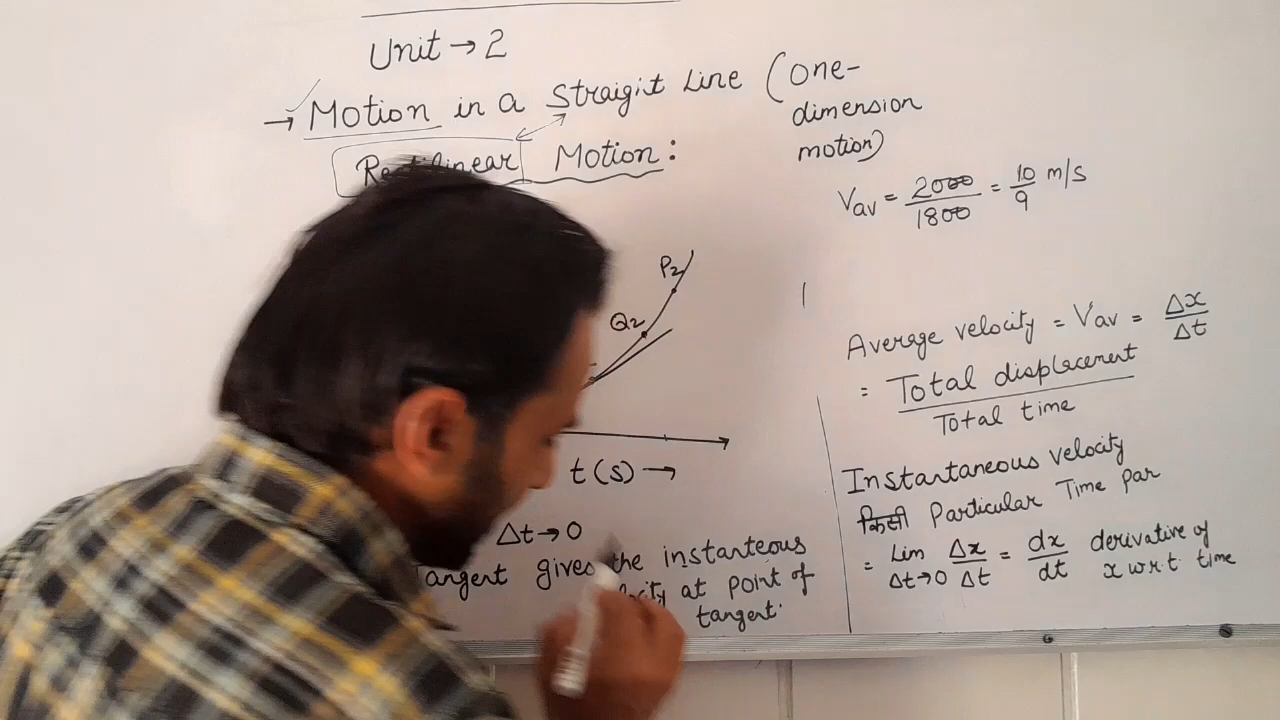 Unit → 2
→ Motion in a Straigit Line (one-
dimension
motion)
Motion:
Vav = 2000/1800 = 10/9 m/s
P2
Q2
t(s) →
Δt→0
Tangent gives the instanteous
at point of
tangent.
Average velocity = Vav = Δx/Δt
= Total displacement/Total time
Instantaneous velocity
किसी Particular Time par
= Lim Δt→0 Δx/Δt = dx/dt derivative of
x w.r.t. time